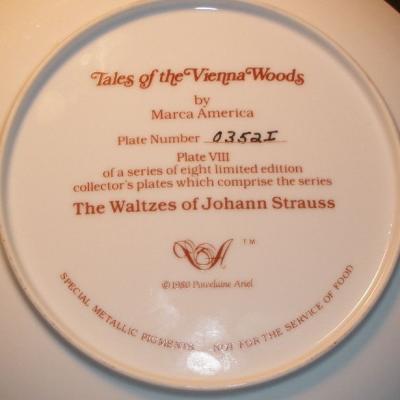 Tales of the Vienna Woods
by
Marca America
Plate Number 0352I
Plate VIII
of a series of eight limited edition
collector's plates which comprise the series
The Waltzes of Johann Strauss
TM
© 1980 Porcelaine Ariel
SPECIAL METALLIC PIGMENTS NOT FOR THE SERVICE OF FOOD